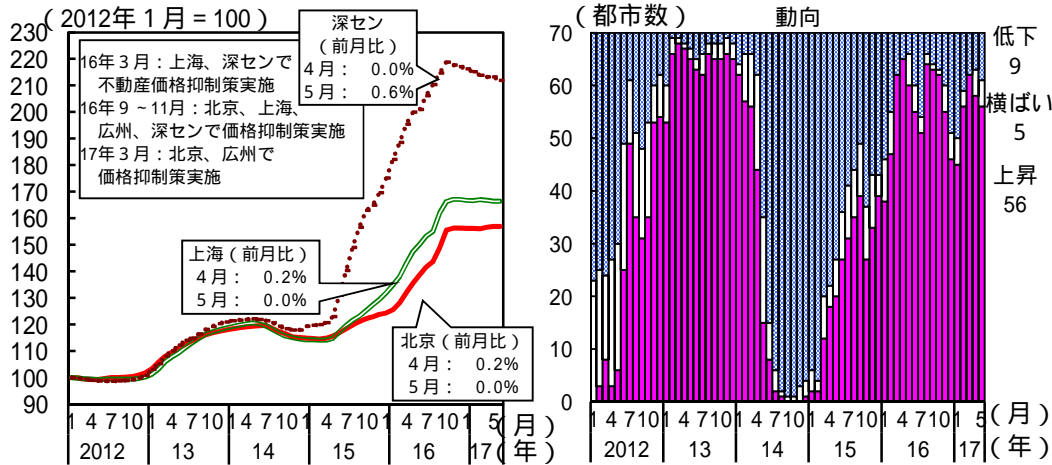 （2012年１月＝100）
230
220
210
200
190
180
170
160
150
140
130
120
110
100
90
16年３月：上海、深センで
不動産価格抑制策実施
16年９～11月：北京、上海、
広州、深センで価格抑制策実施
17年３月：北京、広州で
価格抑制策実施
深セン
（前月比）
４月： 0.0%
５月： 0.6%
上海（前月比）
４月： 0.2%
５月： 0.0%
北京（前月比）
４月： 0.2%
５月： 0.0%
1 4 7 10 1 4 7 10 1 4 7 10 1 4 7 10 1 4 7 10 1 5（月）
2012 13 14 15 16 17（年）
（都市数） 動向
70
60
50
40
30
20
10
0
低下
9
横ばい
5
上昇
56
1 4 7 10 1 4 7 10 1 4 7 10 1 4 7 10 1 4 7 10 1 5（月）
2012 13 14 15 16 17（年）